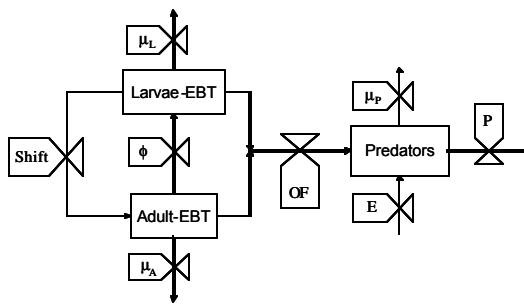 μL
Larvae-EBT
μP
P
Shift
φ
Predators
OF
Adult-EBT
E
μA